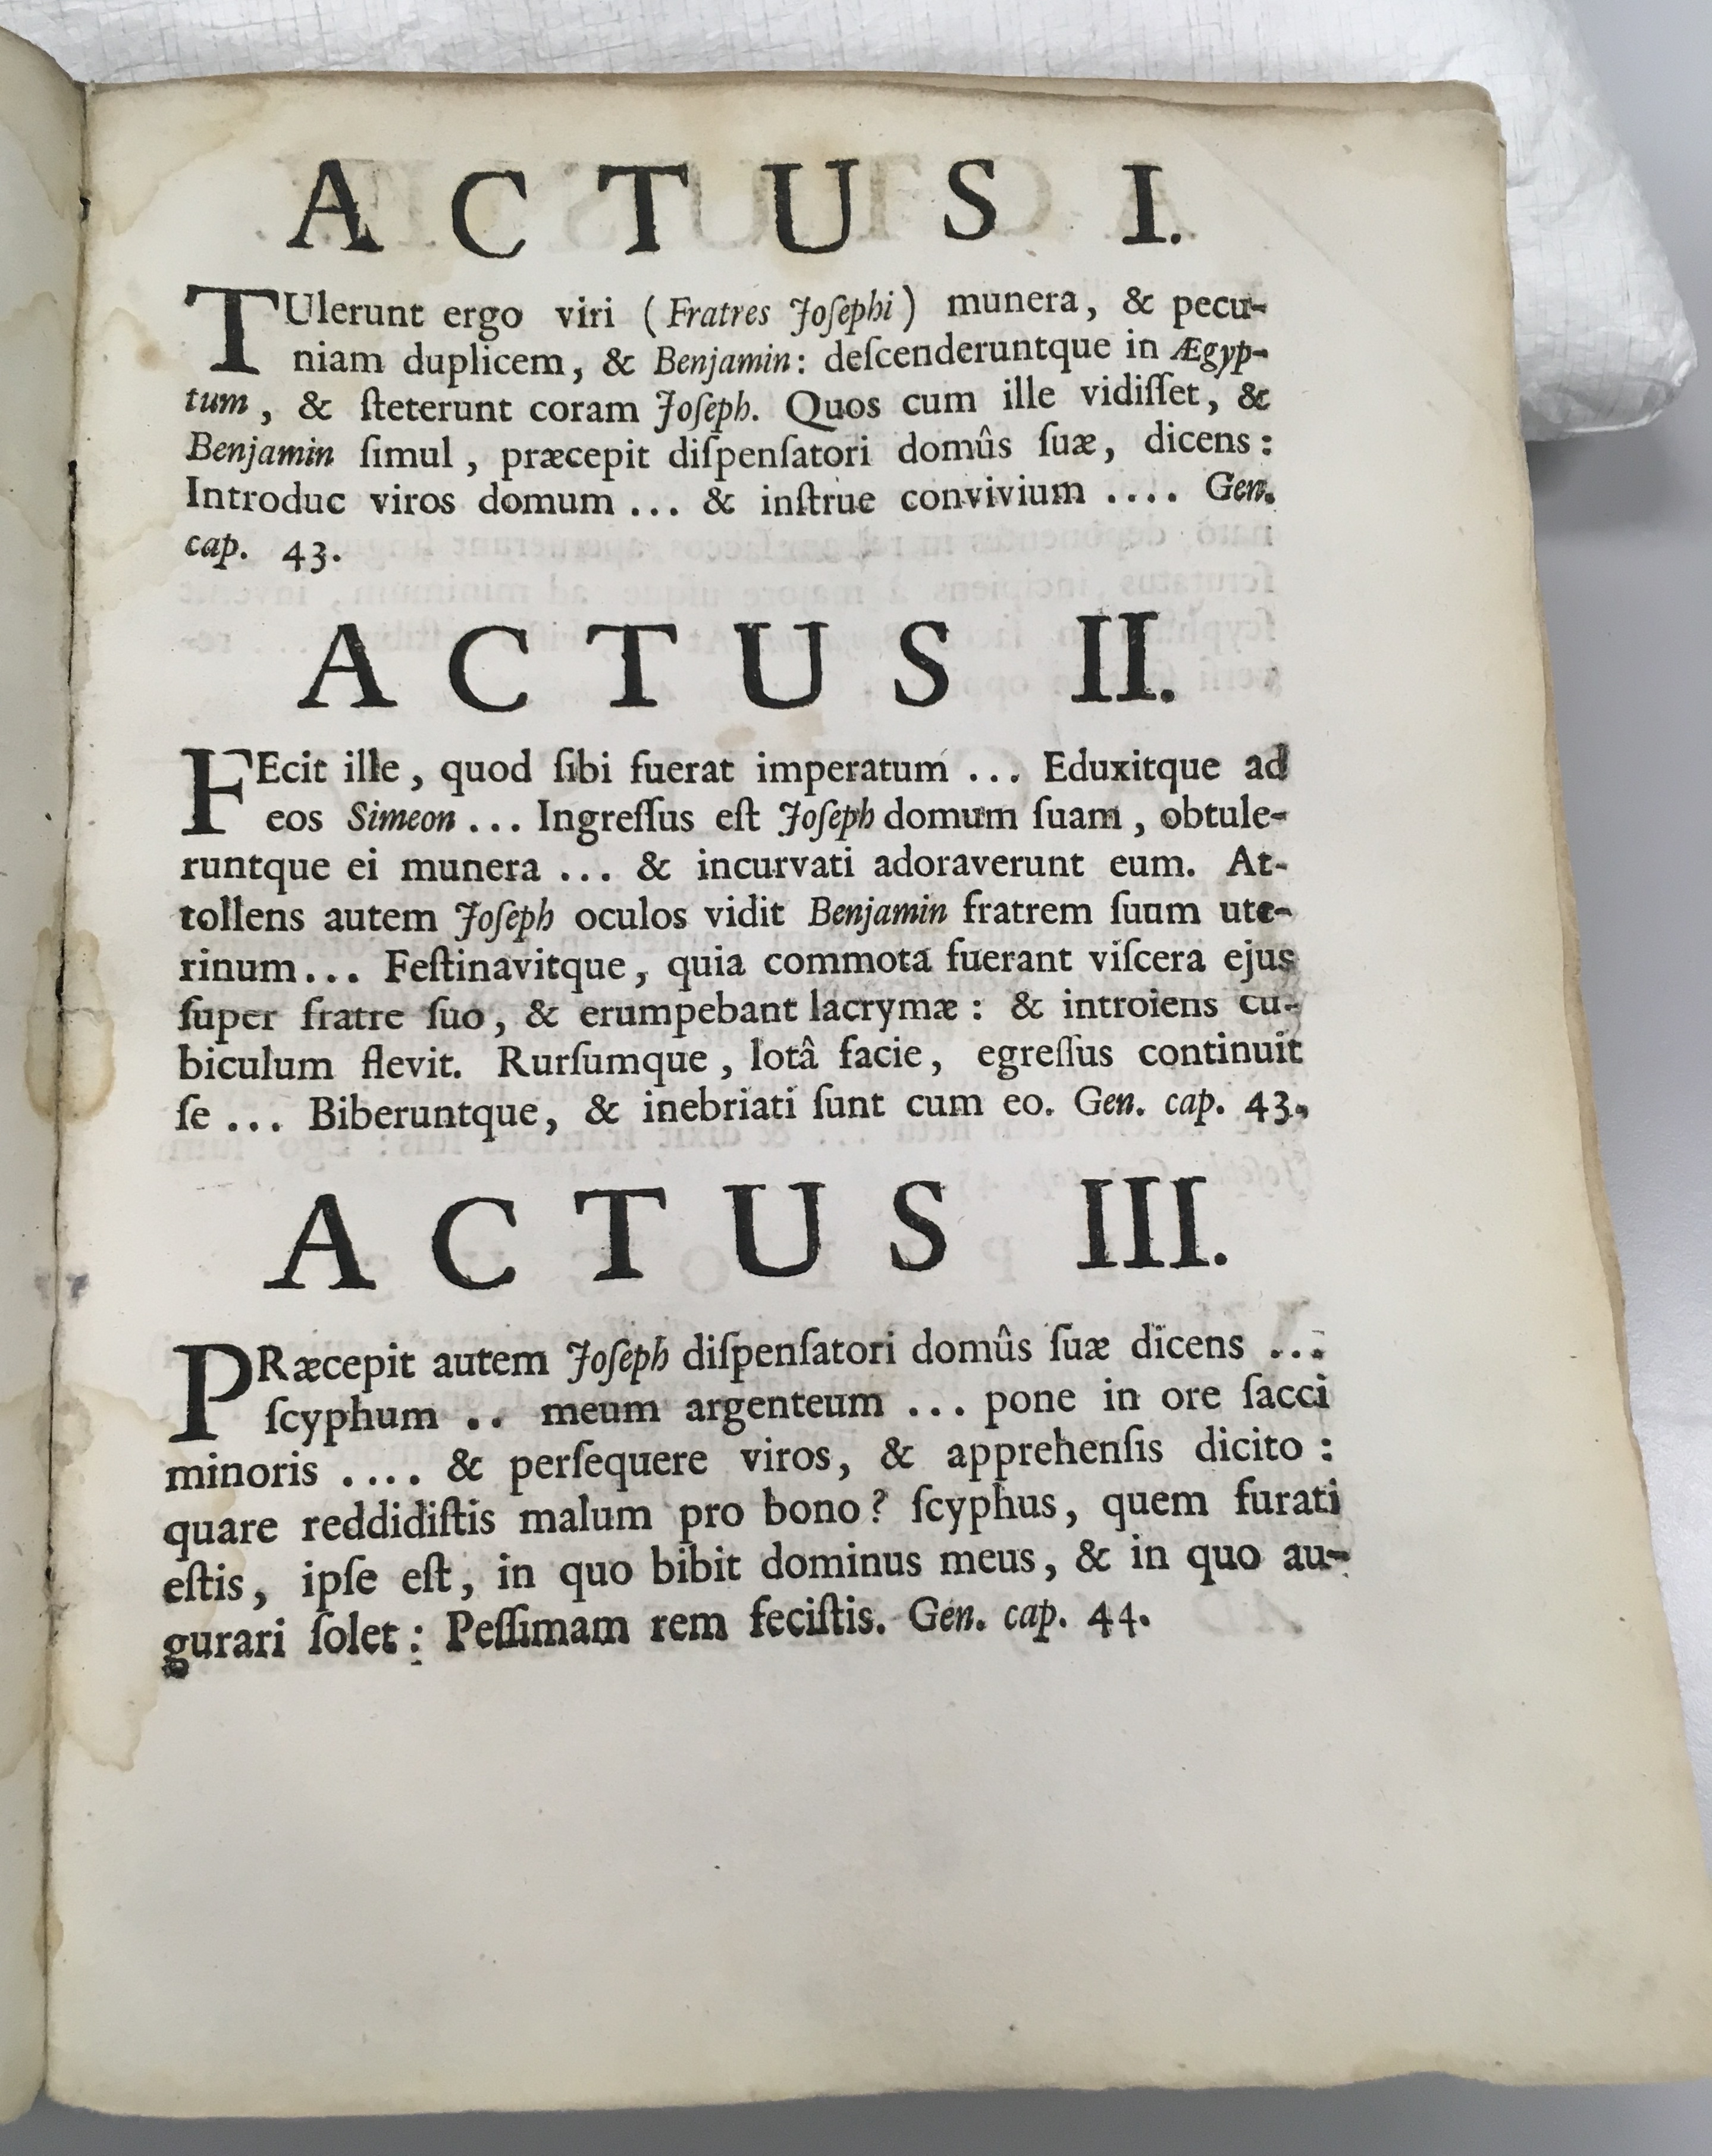 ACTUS I.
TUlerunt ergo viri (Fratres Joſephi) munera, & pecu-
niam duplicem, & Benjamin: deſcenderuntque in Ægyp-
tum, & ſteterunt coram Joſeph. Quos cum ille vidiſſet, &
Benjamin ſimul, præcepit diſpenſatori domûs ſuæ, dicens:
Introduc viros domum ... & inſtrue convivium .... Gen.
cap. 43.
ACTUS II.
FEcit ille, quod ſibi fuerat imperatum ... Eduxitque ad
eos Simeon ... Ingreſſus eſt Joſeph domum ſuam, obtule-
runtque ei munera ... & incurvati adoraverunt eum. At-
tollens autem Joſeph oculos vidit Benjamin fratrem ſuum ute-
rinum... Feſtinavitque, quia commota fuerant viſcera ejus
ſuper fratre ſuo, & erumpebant lacrymæ: & introiens cu-
biculum flevit. Rurſumque, lotâ facie, egreſſus continuit
ſe ... Biberuntque, & inebriati ſunt cum eo. Gen. cap. 43.
ACTUS III.
PRæcepit autem Joſeph diſpenſatori domûs ſuæ dicens ...
ſcyphum .. meum argenteum ... pone in ore ſacci
minoris .... & perſequere viros, & apprehenſis dicito:
quare reddidiſtis malum pro bono? ſcyphus, quem furati
eſtis, ipſe eſt, in quo bibit dominus meus, & in quo au-
gurari ſolet: Peſſimam rem feciſtis. Gen. cap. 44.